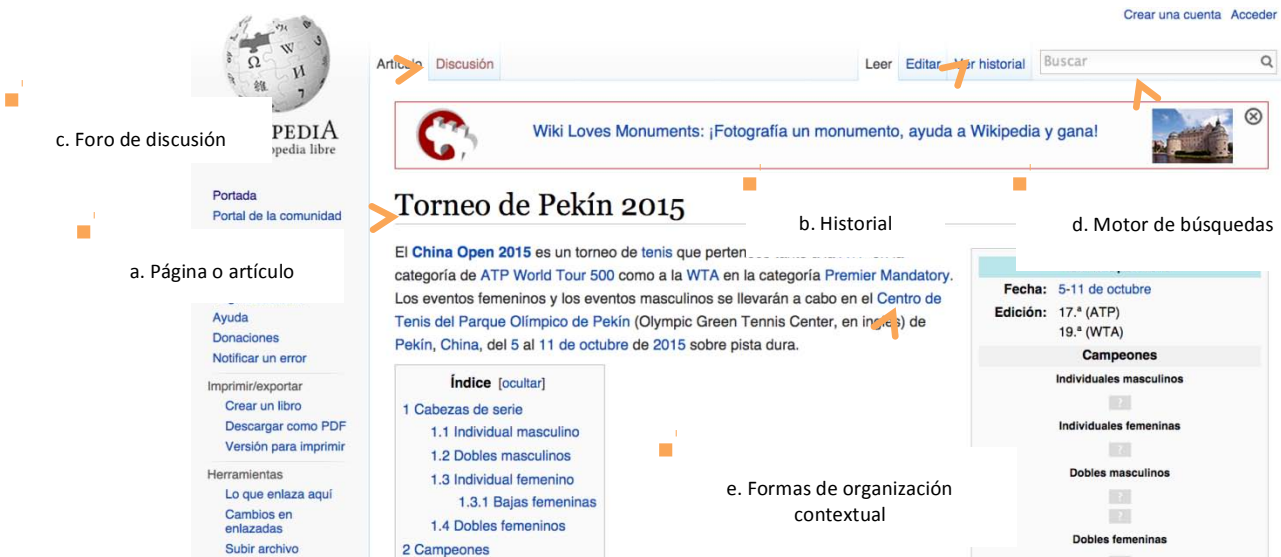 Crear una cuenta Acceder
Artículo Discusión
Leer Editar Ver historial Buscar
c. Foro de discusión
PEDIA
libre
Wiki Loves Monuments: ¡Fotografía un monumento, ayuda a Wikipedia y gana!
Portada
Portal de la comunidad
a. Página o artículo
Ayuda
Donaciones
Notificar un error
Imprimir/exportar
Crear un libro
Descargar como PDF
Versión para imprimir
Herramientas
Lo que enlaza aquí
Cambios en
enlazadas
Subir archivo
Torneo de Pekín 2015
b. Historial
d. Motor de búsquedas
El China Open 2015 es un torneo de tenis que
categoría de ATP World Tour 500 como a la WTA en la categoría Premier Mandatory.
Los eventos femeninos y los eventos masculinos se llevarán a cabo en el Centro de
Tenis del Parque Olímpico de Pekín (Olympic Green Tennis Center, en inglés) de
Pekín, China, del 5 al 11 de octubre de 2015 sobre pista dura.
Índice [ocultar]
1 Cabezas de serie
1.1 Individual masculino
1.2 Dobles masculinos
1.3 Individual femenino
1.3.1 Bajas femeninas
1.4 Dobles femeninos
2 Campeones
e. Formas de organización
contextual
Fecha: 5-11 de octubre
Edición: 17.ª (ATP)
19.ª (WTA)
Campeones
Individuales masculinos
?
Individuales femeninas
?
Dobles masculinos
?
?
Dobles femeninas